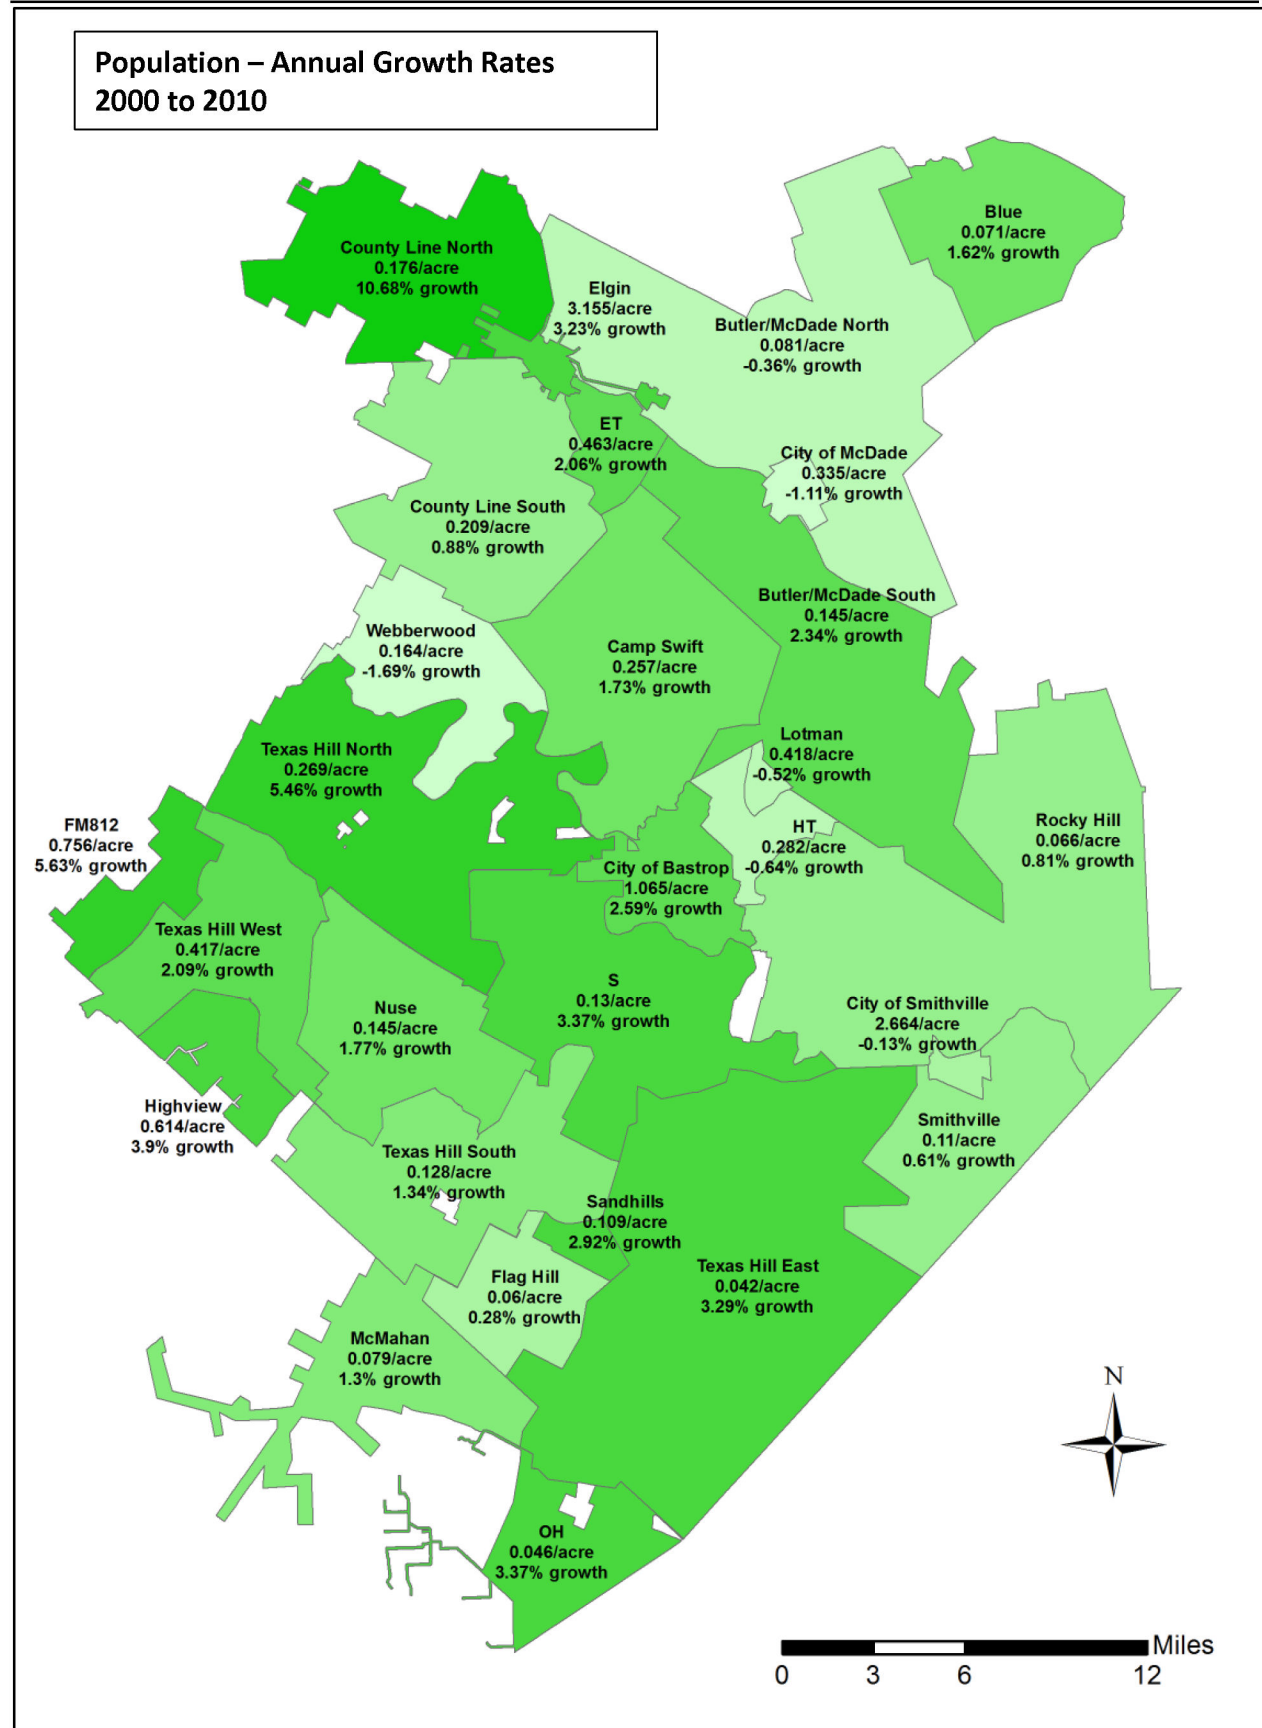 Population – Annual Growth Rates
2000 to 2010
Blue
0.071/acre
1.62% growth
County Line North
0.176/acre
10.68% growth
Elgin
3.155/acre
3.23% growth
Butler/McDade North
0.081/acre
-0.36% growth
ET
0.463/acre
2.06% growth
City of McDade
0.335/acre
-1.11% growth
County Line South
0.209/acre
0.88% growth
Butler/McDade South
0.145/acre
2.34% growth
Webberwood
0.164/acre
-1.69% growth
Camp Swift
0.257/acre
1.73% growth
Lotman
0.418/acre
-0.52% growth
Texas Hill North
0.269/acre
5.46% growth
FM812
0.756/acre
5.63% growth
HT
0.282/acre
-0.64% growth
Rocky Hill
0.066/acre
0.81% growth
City of Bastrop
1.065/acre
2.59% growth
Texas Hill West
0.417/acre
2.09% growth
S
0.13/acre
3.37% growth
Nuse
0.145/acre
1.77% growth
City of Smithville
2.664/acre
-0.13% growth
Highview
0.614/acre
3.9% growth
Smithville
0.11/acre
0.61% growth
Texas Hill South
0.128/acre
1.34% growth
Sandhills
0.109/acre
2.92% growth
Texas Hill East
0.042/acre
3.29% growth
Flag Hill
0.06/acre
0.28% growth
McMahan
0.079/acre
1.3% growth
N
OH
0.046/acre
3.37% growth
Miles
0 3 6 12